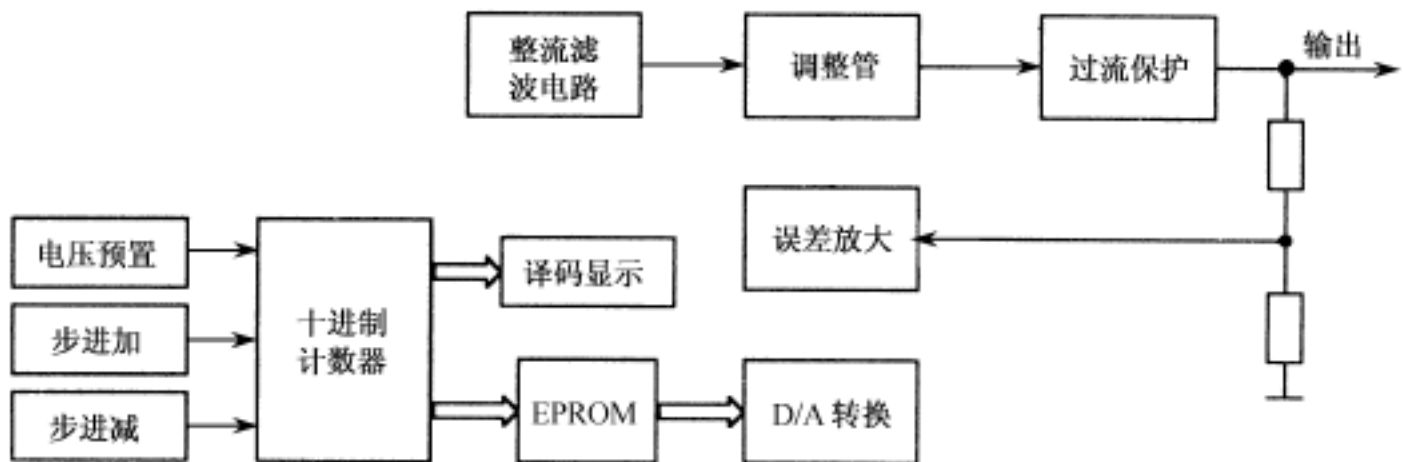 整流滤
波电路
调整管
过流保护
输出
电压预置
步进加
步进减
十进制
计数器
译码显示
EPROM
误差放大
D/A 转换